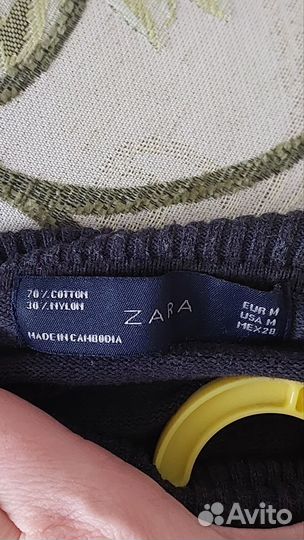 70% COTTON
30% NYLON
MADE IN CAMBODIA
ZARA
EUR M
USA M
MEX 28
Avito